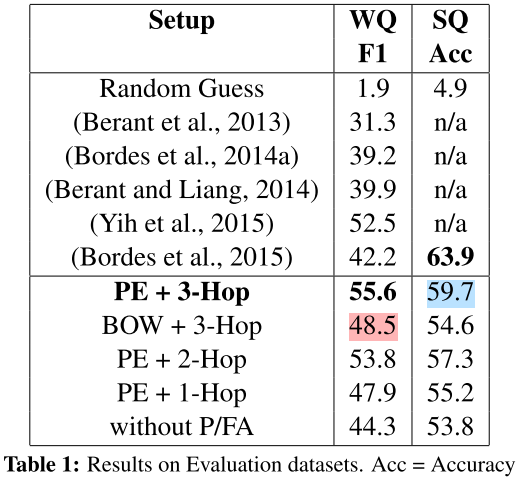 Setup WQ SQ
F1 Acc
Random Guess 1.9 4.9
(Berant et al., 2013) 31.3 n/a
(Bordes et al., 2014a) 39.2 n/a
(Berant and Liang, 2014) 39.9 n/a
(Yih et al., 2015) 52.5 n/a
(Bordes et al., 2015) 42.2 63.9
PE + 3-Hop 55.6 59.7
BOW + 3-Hop 48.5 54.6
PE + 2-Hop 53.8 57.3
PE + 1-Hop 47.9 55.2
without P/FA 44.3 53.8
Table 1: Results on Evaluation datasets. Acc = Accuracy